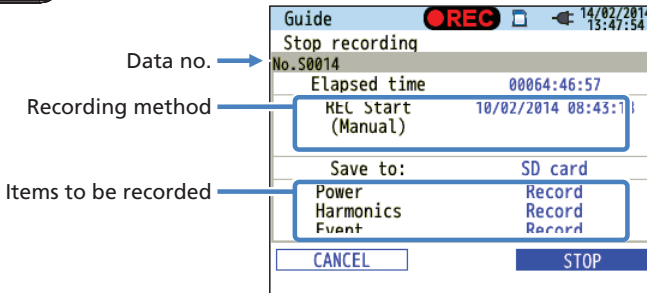 Guide REC 14/02/2014
13:47:54
Stop recording
Data no. No.S0014
Elapsed time 00064:46:57
Recording method REC Start 10/02/2014 08:43:13
(Manual)
Save to: SD card
Items to be recorded Power Record
Harmonics Record
Event Record
CANCEL STOP